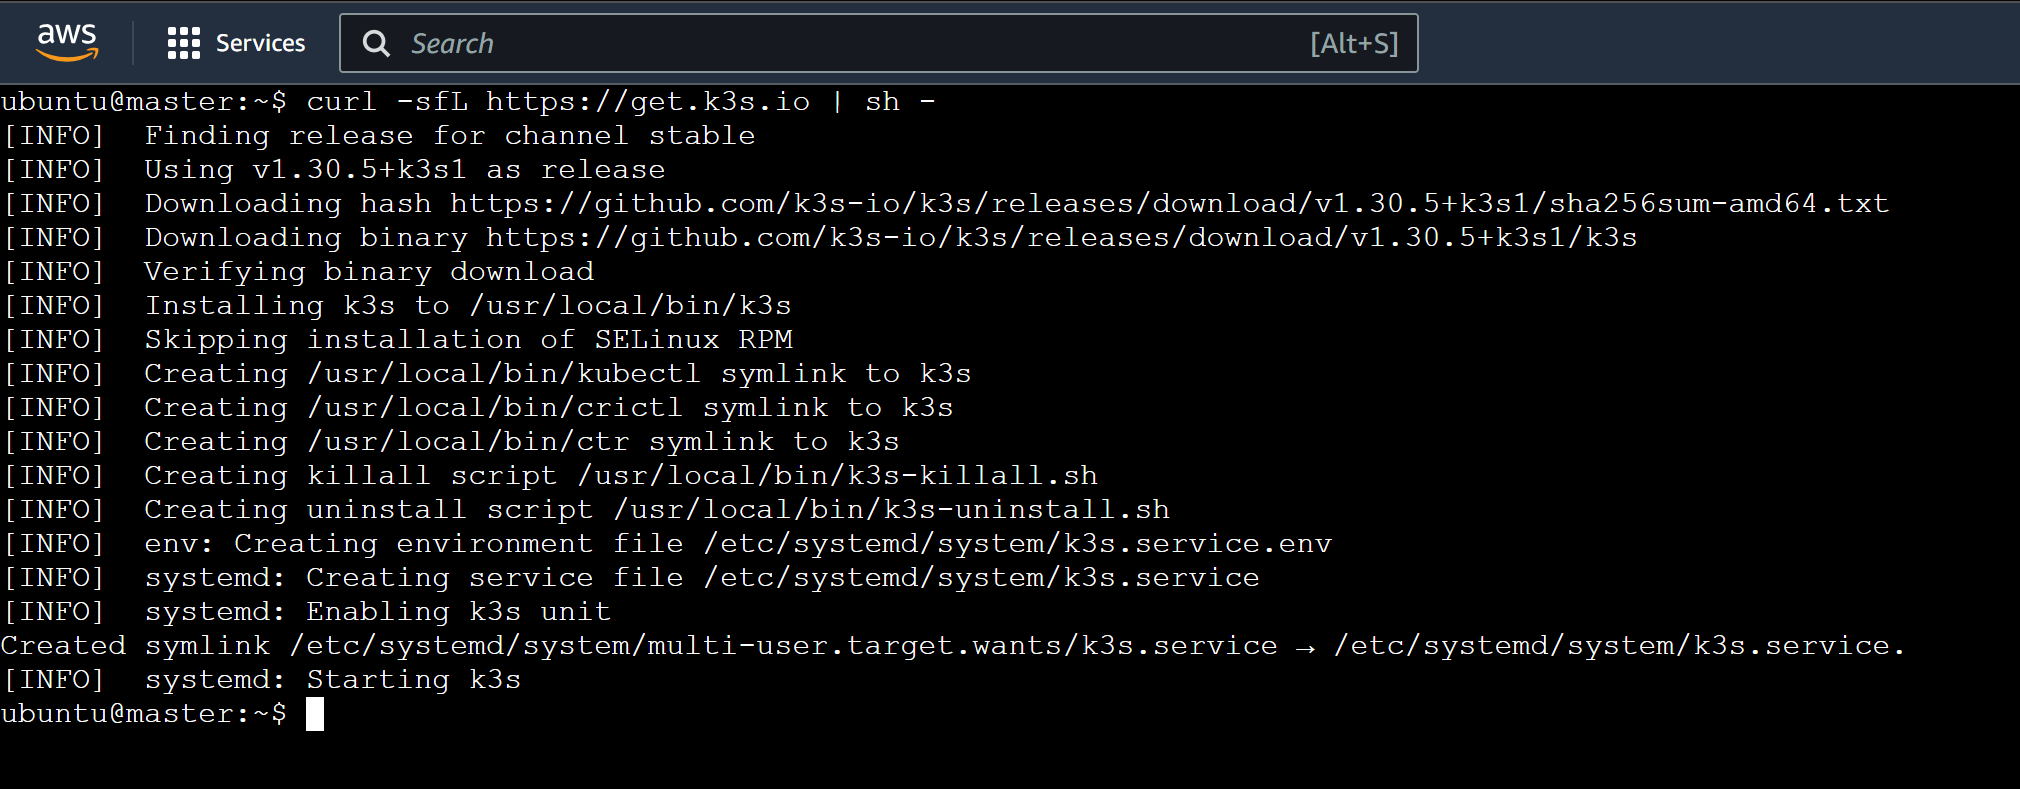 aws Services Search [Alt+S]
ubuntu@master:~$ curl -sfL https://get.k3s.io | sh -
[INFO]  Finding release for channel stable
[INFO]  Using v1.30.5+k3s1 as release
[INFO]  Downloading hash https://github.com/k3s-io/k3s/releases/download/v1.30.5+k3s1/sha256sum-amd64.txt
[INFO]  Downloading binary https://github.com/k3s-io/k3s/releases/download/v1.30.5+k3s1/k3s
[INFO]  Verifying binary download
[INFO]  Installing k3s to /usr/local/bin/k3s
[INFO]  Skipping installation of SELinux RPM
[INFO]  Creating /usr/local/bin/kubectl symlink to k3s
[INFO]  Creating /usr/local/bin/crictl symlink to k3s
[INFO]  Creating /usr/local/bin/ctr symlink to k3s
[INFO]  Creating killall script /usr/local/bin/k3s-killall.sh
[INFO]  Creating uninstall script /usr/local/bin/k3s-uninstall.sh
[INFO]  env: Creating environment file /etc/systemd/system/k3s.service.env
[INFO]  systemd: Creating service file /etc/systemd/system/k3s.service
[INFO]  systemd: Enabling k3s unit
Created symlink /etc/systemd/system/multi-user.target.wants/k3s.service → /etc/systemd/system/k3s.service.
[INFO]  systemd: Starting k3s
ubuntu@master:~$